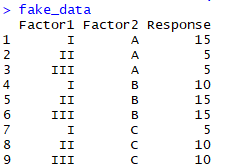 > fake_data
Factor1 Factor2 Response
1 I A 15
2 II A 5
3 III A 5
4 I B 10
5 II B 15
6 III B 15
7 I C 5
8 II C 10
9 III C 10